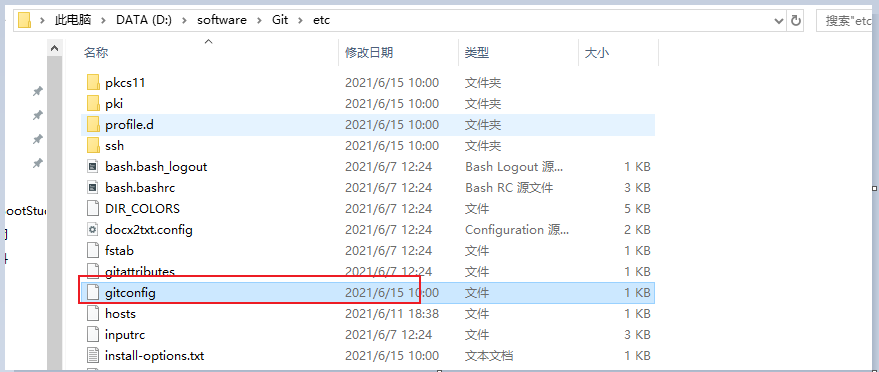 此电脑 > DATA (D:) > software > Git > etc
搜索"etc
名称 修改日期 类型 大小
pkcs11 2021/6/15 10:00 文件夹
pki 2021/6/15 10:00 文件夹
profile.d 2021/6/15 10:00 文件夹
ssh 2021/6/15 10:00 文件夹
bash.bash_logout 2021/6/7 12:24 Bash Logout 源... 1 KB
bash.bashrc 2021/6/7 12:24 Bash RC 源文件 3 KB
DIR_COLORS 2021/6/7 12:24 文件 5 KB
docx2txt.config 2021/6/7 12:24 Configuration 源... 2 KB
fstab 2021/6/7 12:24 文件 1 KB
gitattributes 2021/6/7 12:24 文件 1 KB
gitconfig 2021/6/15 10:00 文件 1 KB
hosts 2021/6/11 18:38 文件 1 KB
inputrc 2021/6/7 12:24 文件 3 KB
install-options.txt 2021/6/15 10:00 文本文档 1 KB
ootStu